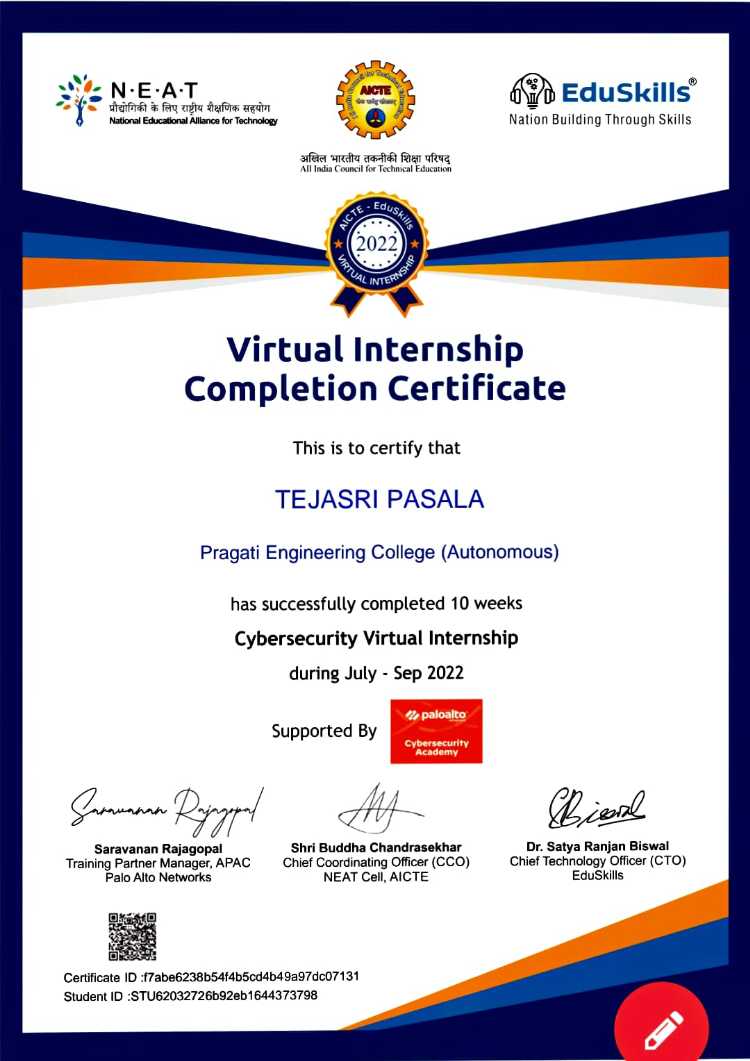 N·E·A·T
प्रौद्योगिकी के लिए राष्ट्रीय शैक्षणिक सहयोग
National Educational Alliance for Technology
AICTE
अखिल भारतीय तकनीकी शिक्षा परिषद्
All India Council for Technical Education
EduSkills®
Nation Building Through Skills
AICTE - EduSkills
2022
VIRTUAL INTERNSHIP
Virtual Internship
Completion Certificate
This is to certify that
TEJASRI PASALA
Pragati Engineering College (Autonomous)
has successfully completed 10 weeks
Cybersecurity Virtual Internship
during July - Sep 2022
Supported By
paloalto
Cybersecurity
Academy
Saravanan Rajagopal
Saravanan Rajagopal
Training Partner Manager, APAC
Palo Alto Networks
Shri Buddha Chandrasekhar
Chief Coordinating Officer (CCO)
NEAT Cell, AICTE
SBiswal
Dr. Satya Ranjan Biswal
Chief Technology Officer (CTO)
EduSkills
Certificate ID :f7abe6238b54f4b5cd4b49a97dc07131
Student ID :STU62032726b92eb1644373798